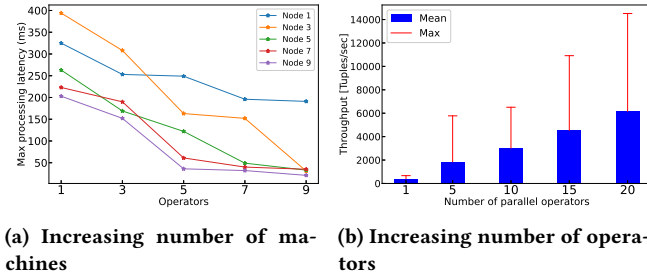 400
350
300
250
200
150
100
50
Max processing latency (ms)
1 3 5 7 9
Operators
Node 1
Node 3
Node 5
Node 7
Node 9
14000
12000
10000
8000
6000
4000
2000
0
Throughput [Tuples/sec]
1 5 10 15 20
Number of parallel operators
Mean
Max
(a) Increasing number of ma-
chines
(b) Increasing number of opera-
tors